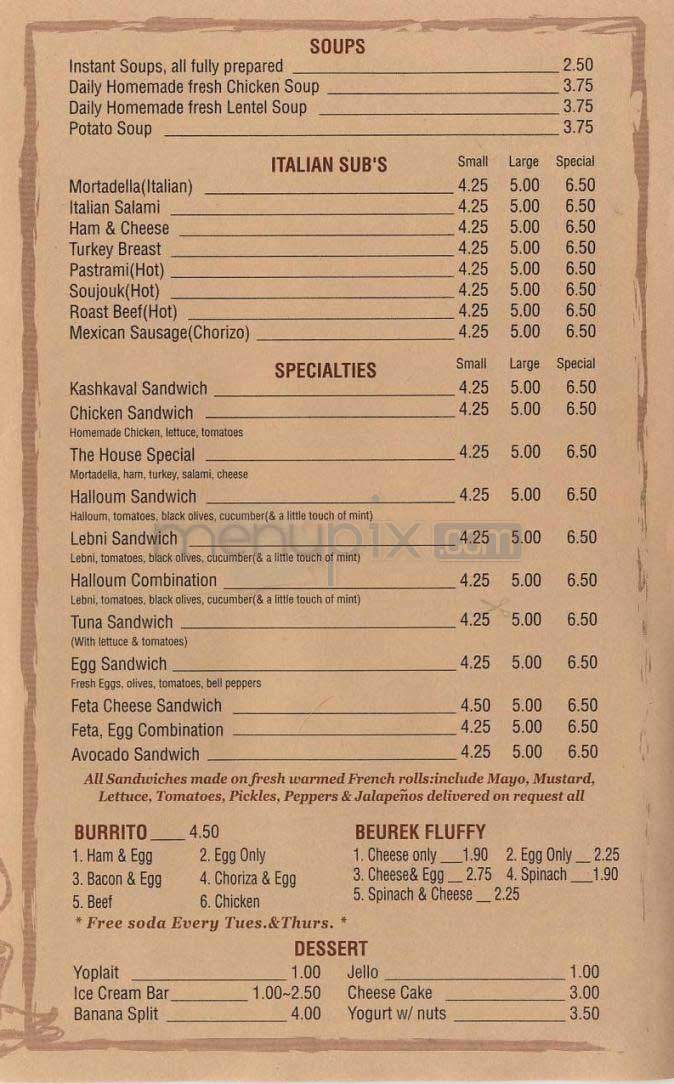 SOUPS
Instant Soups, all fully prepared 2.50
Daily Homemade fresh Chicken Soup 3.75
Daily Homemade fresh Lentel Soup 3.75
Potato Soup 3.75
ITALIAN SUB'S Small Large Special
Mortadella(Italian) 4.25 5.00 6.50
Italian Salami 4.25 5.00 6.50
Ham & Cheese 4.25 5.00 6.50
Turkey Breast 4.25 5.00 6.50
Pastrami(Hot) 4.25 5.00 6.50
Soujouk(Hot) 4.25 5.00 6.50
Roast Beef(Hot) 4.25 5.00 6.50
Mexican Sausage(Chorizo) 4.25 5.00 6.50
SPECIALTIES Small Large Special
Kashkaval Sandwich 4.25 5.00 6.50
Chicken Sandwich 4.25 5.00 6.50
Homemade Chicken, lettuce, tomatoes
The House Special 4.25 5.00 6.50
Mortadella, ham, turkey, salami, cheese
Halloum Sandwich 4.25 5.00 6.50
Halloum, tomatoes, black olives, cucumber(& a little touch of mint)
menupix.com
Lebni Sandwich 4.25 5.00 6.50
Lebni, tomatoes, black olives, cucumber(& a little touch of mint)
Halloum Combination 4.25 5.00 6.50
Lebni, tomatoes, black olives, cucumber(& a little touch of mint)
Tuna Sandwich 4.25 5.00 6.50
(With lettuce & tomatoes)
Egg Sandwich 4.25 5.00 6.50
Fresh Eggs, olives, tomatoes, bell peppers
Feta Cheese Sandwich 4.50 5.00 6.50
Feta, Egg Combination 4.25 5.00 6.50
Avocado Sandwich 4.25 5.00 6.50
All Sandwiches made on fresh warmed French rolls:include Mayo, Mustard,
Lettuce, Tomatoes, Pickles, Peppers & Jalapeños delivered on request all
BURRITO 4.50
1. Ham & Egg 2. Egg Only
3. Bacon & Egg 4. Choriza & Egg
5. Beef 6. Chicken
* Free soda Every Tues.&Thurs. *
BEUREK FLUFFY
1. Cheese only 1.90 2. Egg Only 2.25
3. Cheese& Egg 2.75 4. Spinach 1.90
5. Spinach & Cheese 2.25
DESSERT
Yoplait 1.00 Jello 1.00
Ice Cream Bar 1.00~2.50 Cheese Cake 3.00
Banana Split 4.00 Yogurt w/ nuts 3.50